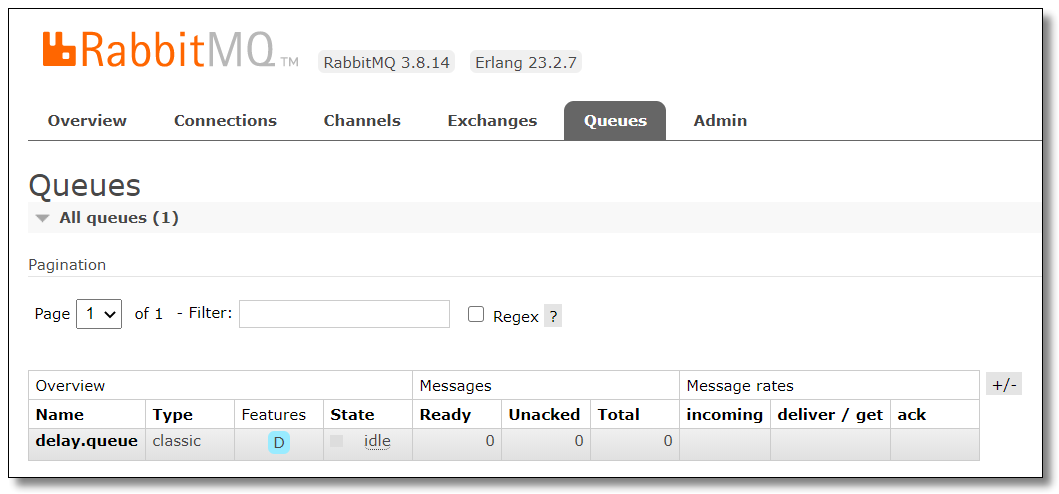 RabbitMQ TM RabbitMQ 3.8.14 Erlang 23.2.7
Overview Connections Channels Exchanges Queues Admin
Queues
All queues (1)
Pagination
Page 1 of 1 - Filter: Regex ?
Overview Messages Message rates +/-
Name Type Features State Ready Unacked Total incoming deliver / get ack
delay.queue classic D idle 0 0 0